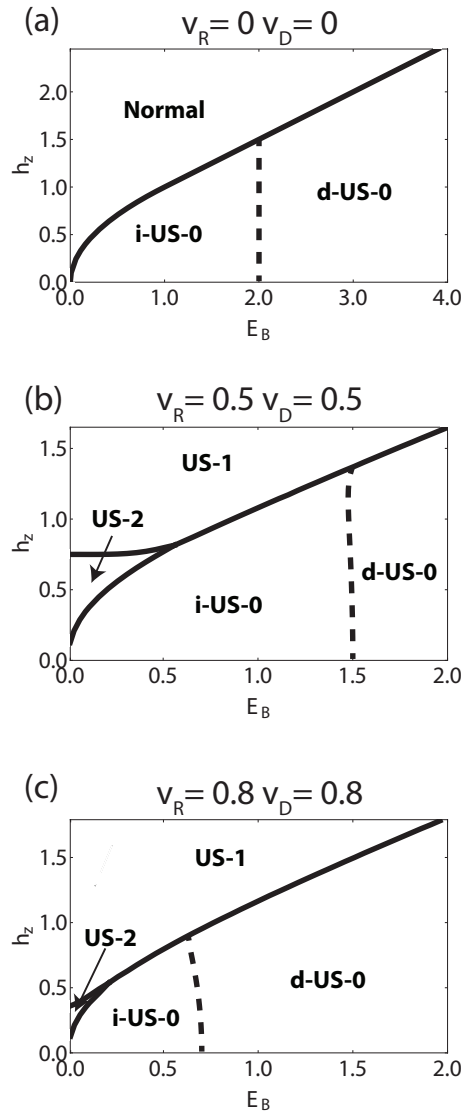 (a)
v_R= 0 v_D= 0
2.0
1.5
1.0
0.5
0.0
h_z
Normal
i-US-0
d-US-0
0.0 1.0 2.0 3.0 4.0
E_B
(b)
v_R= 0.5 v_D= 0.5
1.5
1.0
0.5
0.0
h_z
US-1
US-2
i-US-0
d-US-0
0.0 0.5 1.0 1.5 2.0
E_B
(c)
v_R= 0.8 v_D= 0.8
1.5
1.0
0.5
0.0
h_z
US-1
US-2
i-US-0
d-US-0
0.0 0.5 1.0 1.5 2.0
E_B